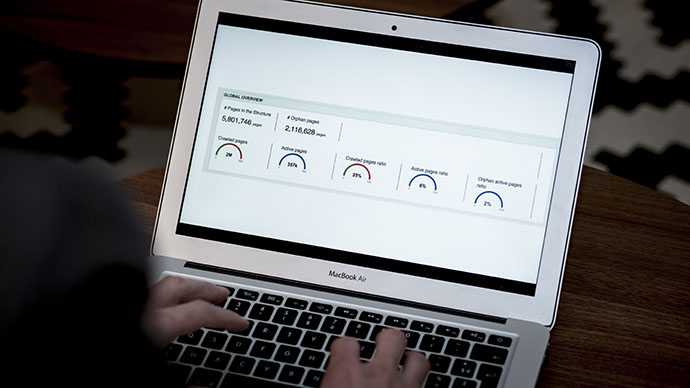 GLOBAL OVERVIEW
# Pages in the Structure
5,801,746 pages
# Orphan pages
2,116,628 pages
Crawled pages
2M
Active pages
357k
Crawled pages ratio
35%
Active pages ratio
6%
Orphan active pages
ratio
2%
MacBook Air